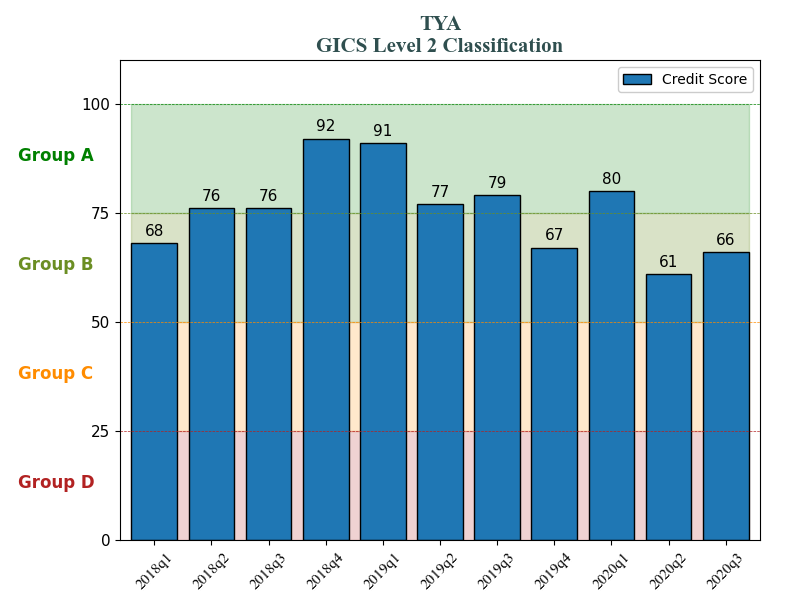 TYA
GICS Level 2 Classification
Credit Score
100
75
50
25
0
Group A
Group B
Group C
Group D
68
76
76
92
91
77
79
67
80
61
66
2018q1
2018q2
2018q3
2018q4
2019q1
2019q2
2019q3
2019q4
2020q1
2020q2
2020q3